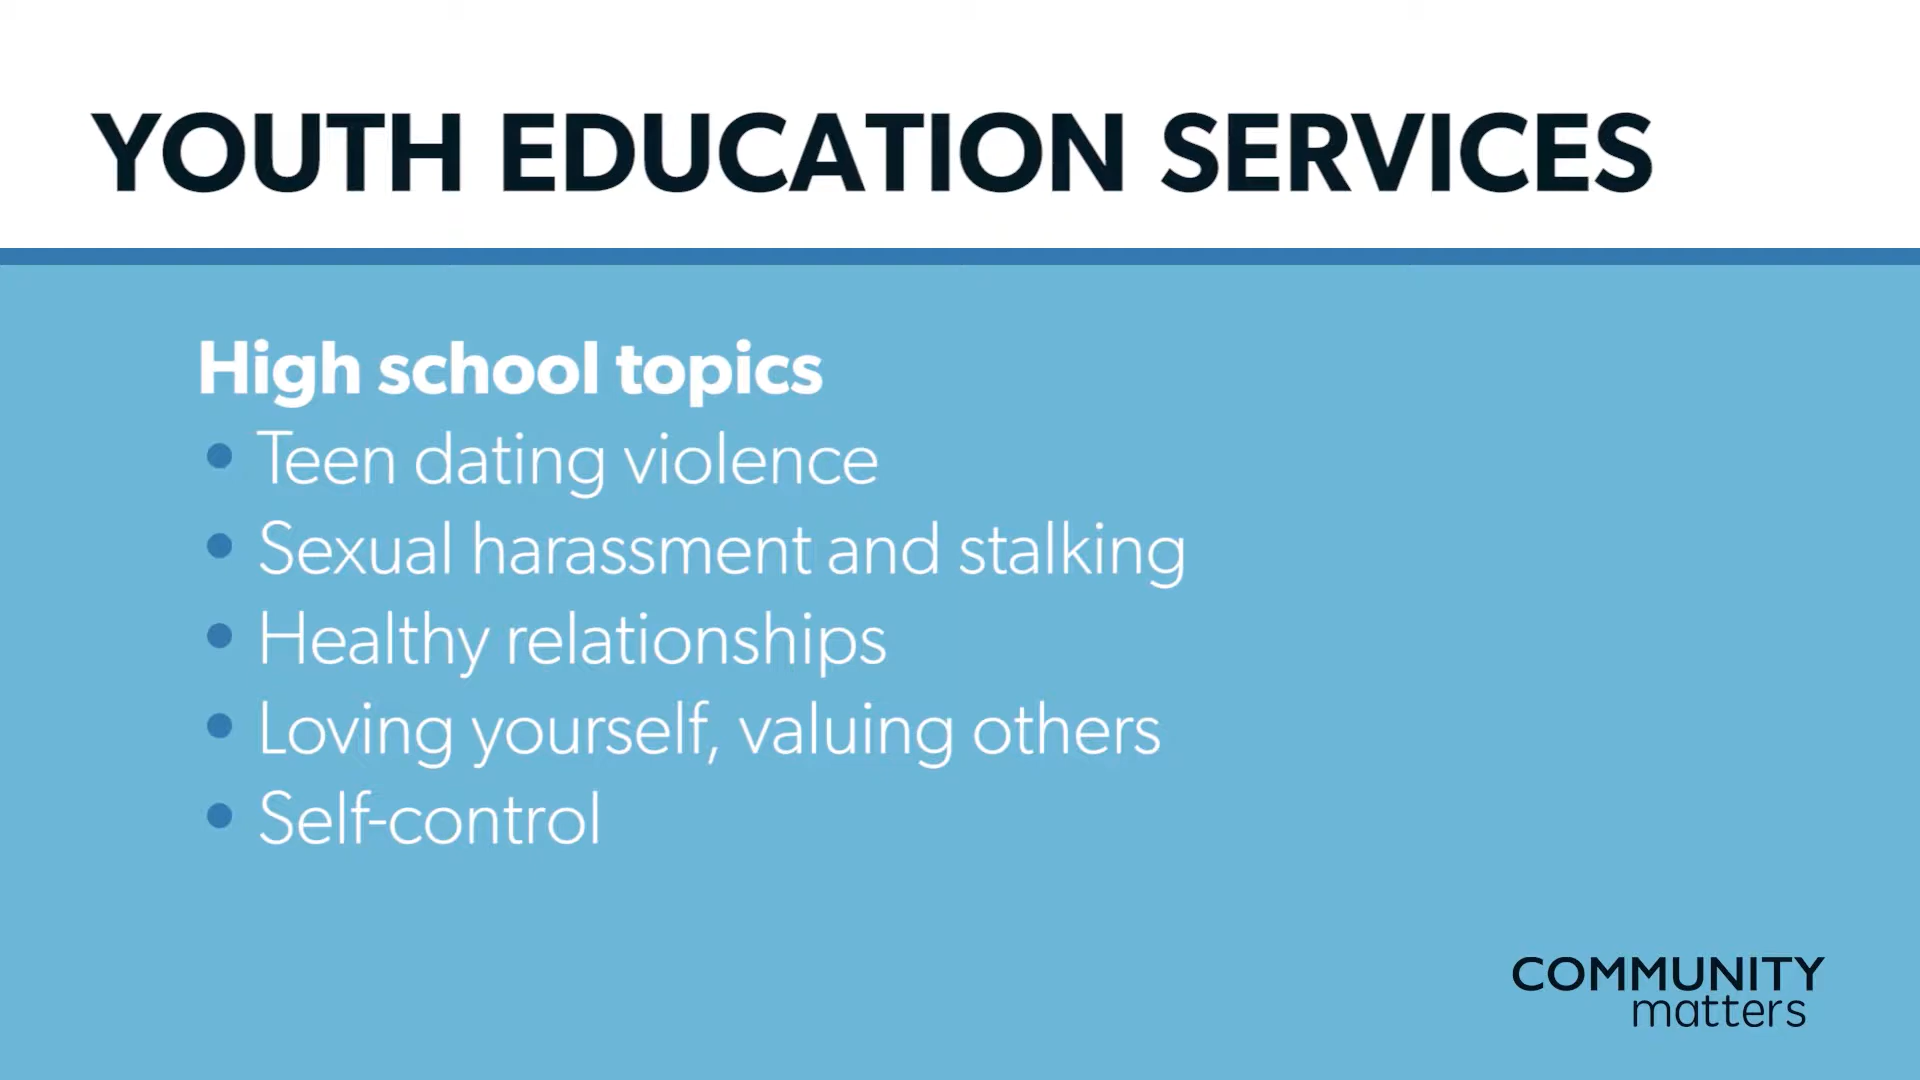 YOUTH EDUCATION SERVICES
High school topics
• Teen dating violence
• Sexual harassment and stalking
• Healthy relationships
• Loving yourself, valuing others
• Self-control
COMMUNITY
matters